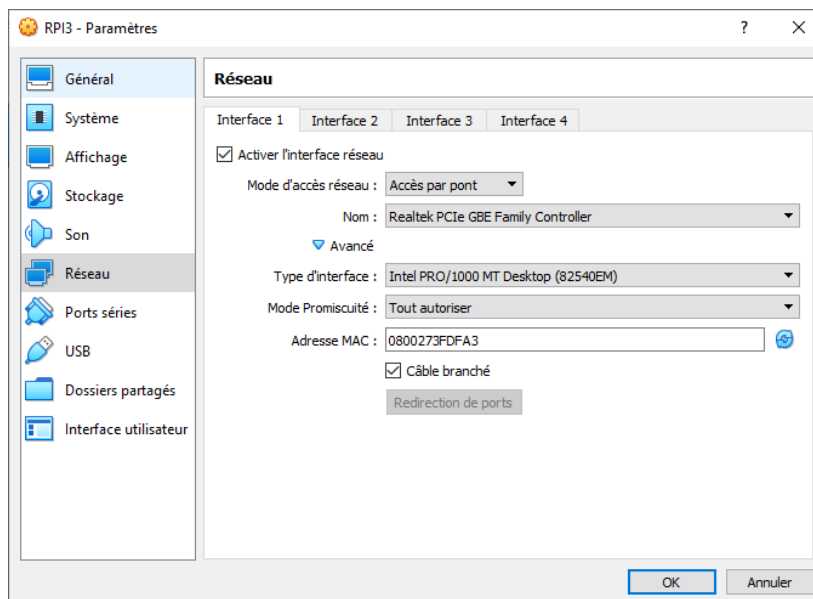 RPI3 - Paramètres
?
Général
Système
Affichage
Stockage
Son
Réseau
Ports séries
USB
Dossiers partagés
Interface utilisateur
Réseau
Interface 1 Interface 2 Interface 3 Interface 4
Activer l'interface réseau
Mode d'accès réseau : Accès par pont
Nom : Realtek PCIe GBE Family Controller
Avancé
Type d'interface : Intel PRO/1000 MT Desktop (82540EM)
Mode Promiscuité : Tout autoriser
Adresse MAC : 0800273FDFA3
Câble branché
Redirection de ports
OK Annuler